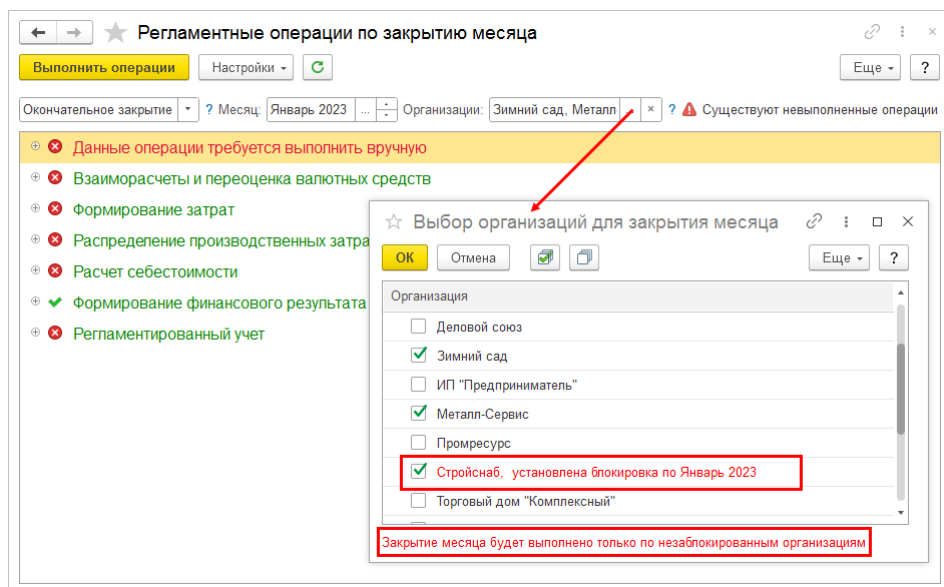 Регламентные операции по закрытию месяца
Выполнить операции Настройки Еще ?
Окончательное закрытие ? Месяц: Январь 2023 ... Организации: Зимний сад, Металл × ? Существуют невыполненные операции
Данные операции требуется выполнить вручную
Взаиморасчеты и переоценка валютных средств
Формирование затрат
Распределение производственных затра
Расчет себестоимости
Формирование финансового результата
Регламентированный учет
Выбор организаций для закрытия месяца
ОК Отмена Еще ?
Организация
Деловой союз
Зимний сад
ИП "Предприниматель"
Металл-Сервис
Промресурс
Стройснаб, установлена блокировка по Январь 2023
Торговый дом "Комплексный"
Закрытие месяца будет выполнено только по незаблокированным организациям